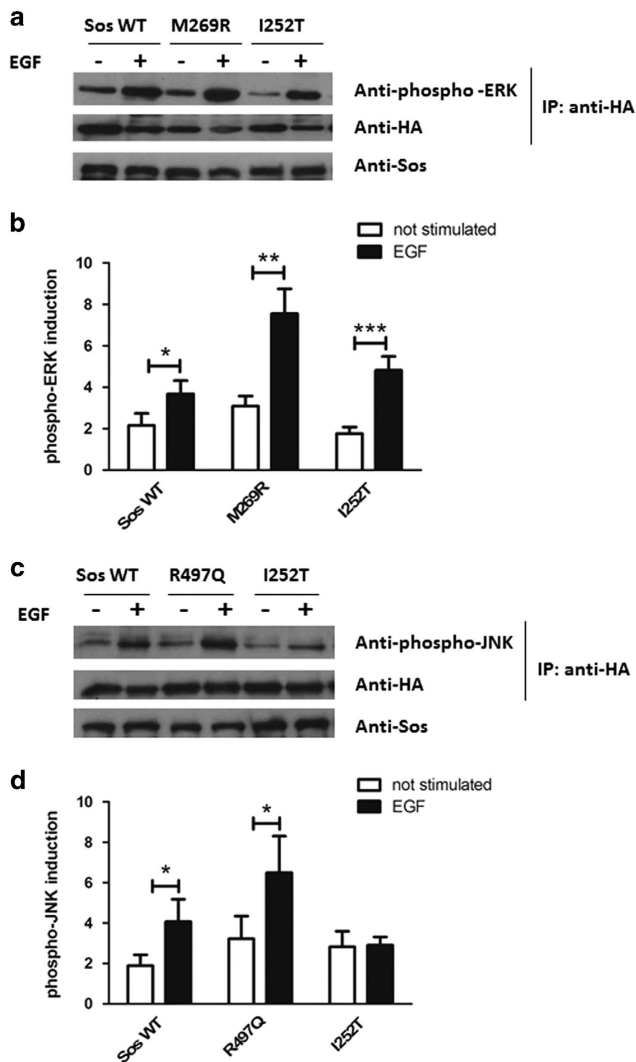 a
Sos WT M269R I252T
EGF - + - + - +
Anti-phospho -ERK
Anti-HA
IP: anti-HA
Anti-Sos
b
not stimulated
EGF
phospho-ERK induction
10
8
6
4
2
0
*
**
***
Sos WT
M269R
I252T
c
Sos WT R497Q I252T
EGF - + - + - +
Anti-phospho-JNK
Anti-HA
IP: anti-HA
Anti-Sos
d
not stimulated
EGF
phospho-JNK induction
10
8
6
4
2
0
*
*
Sos WT
R497Q
I252T